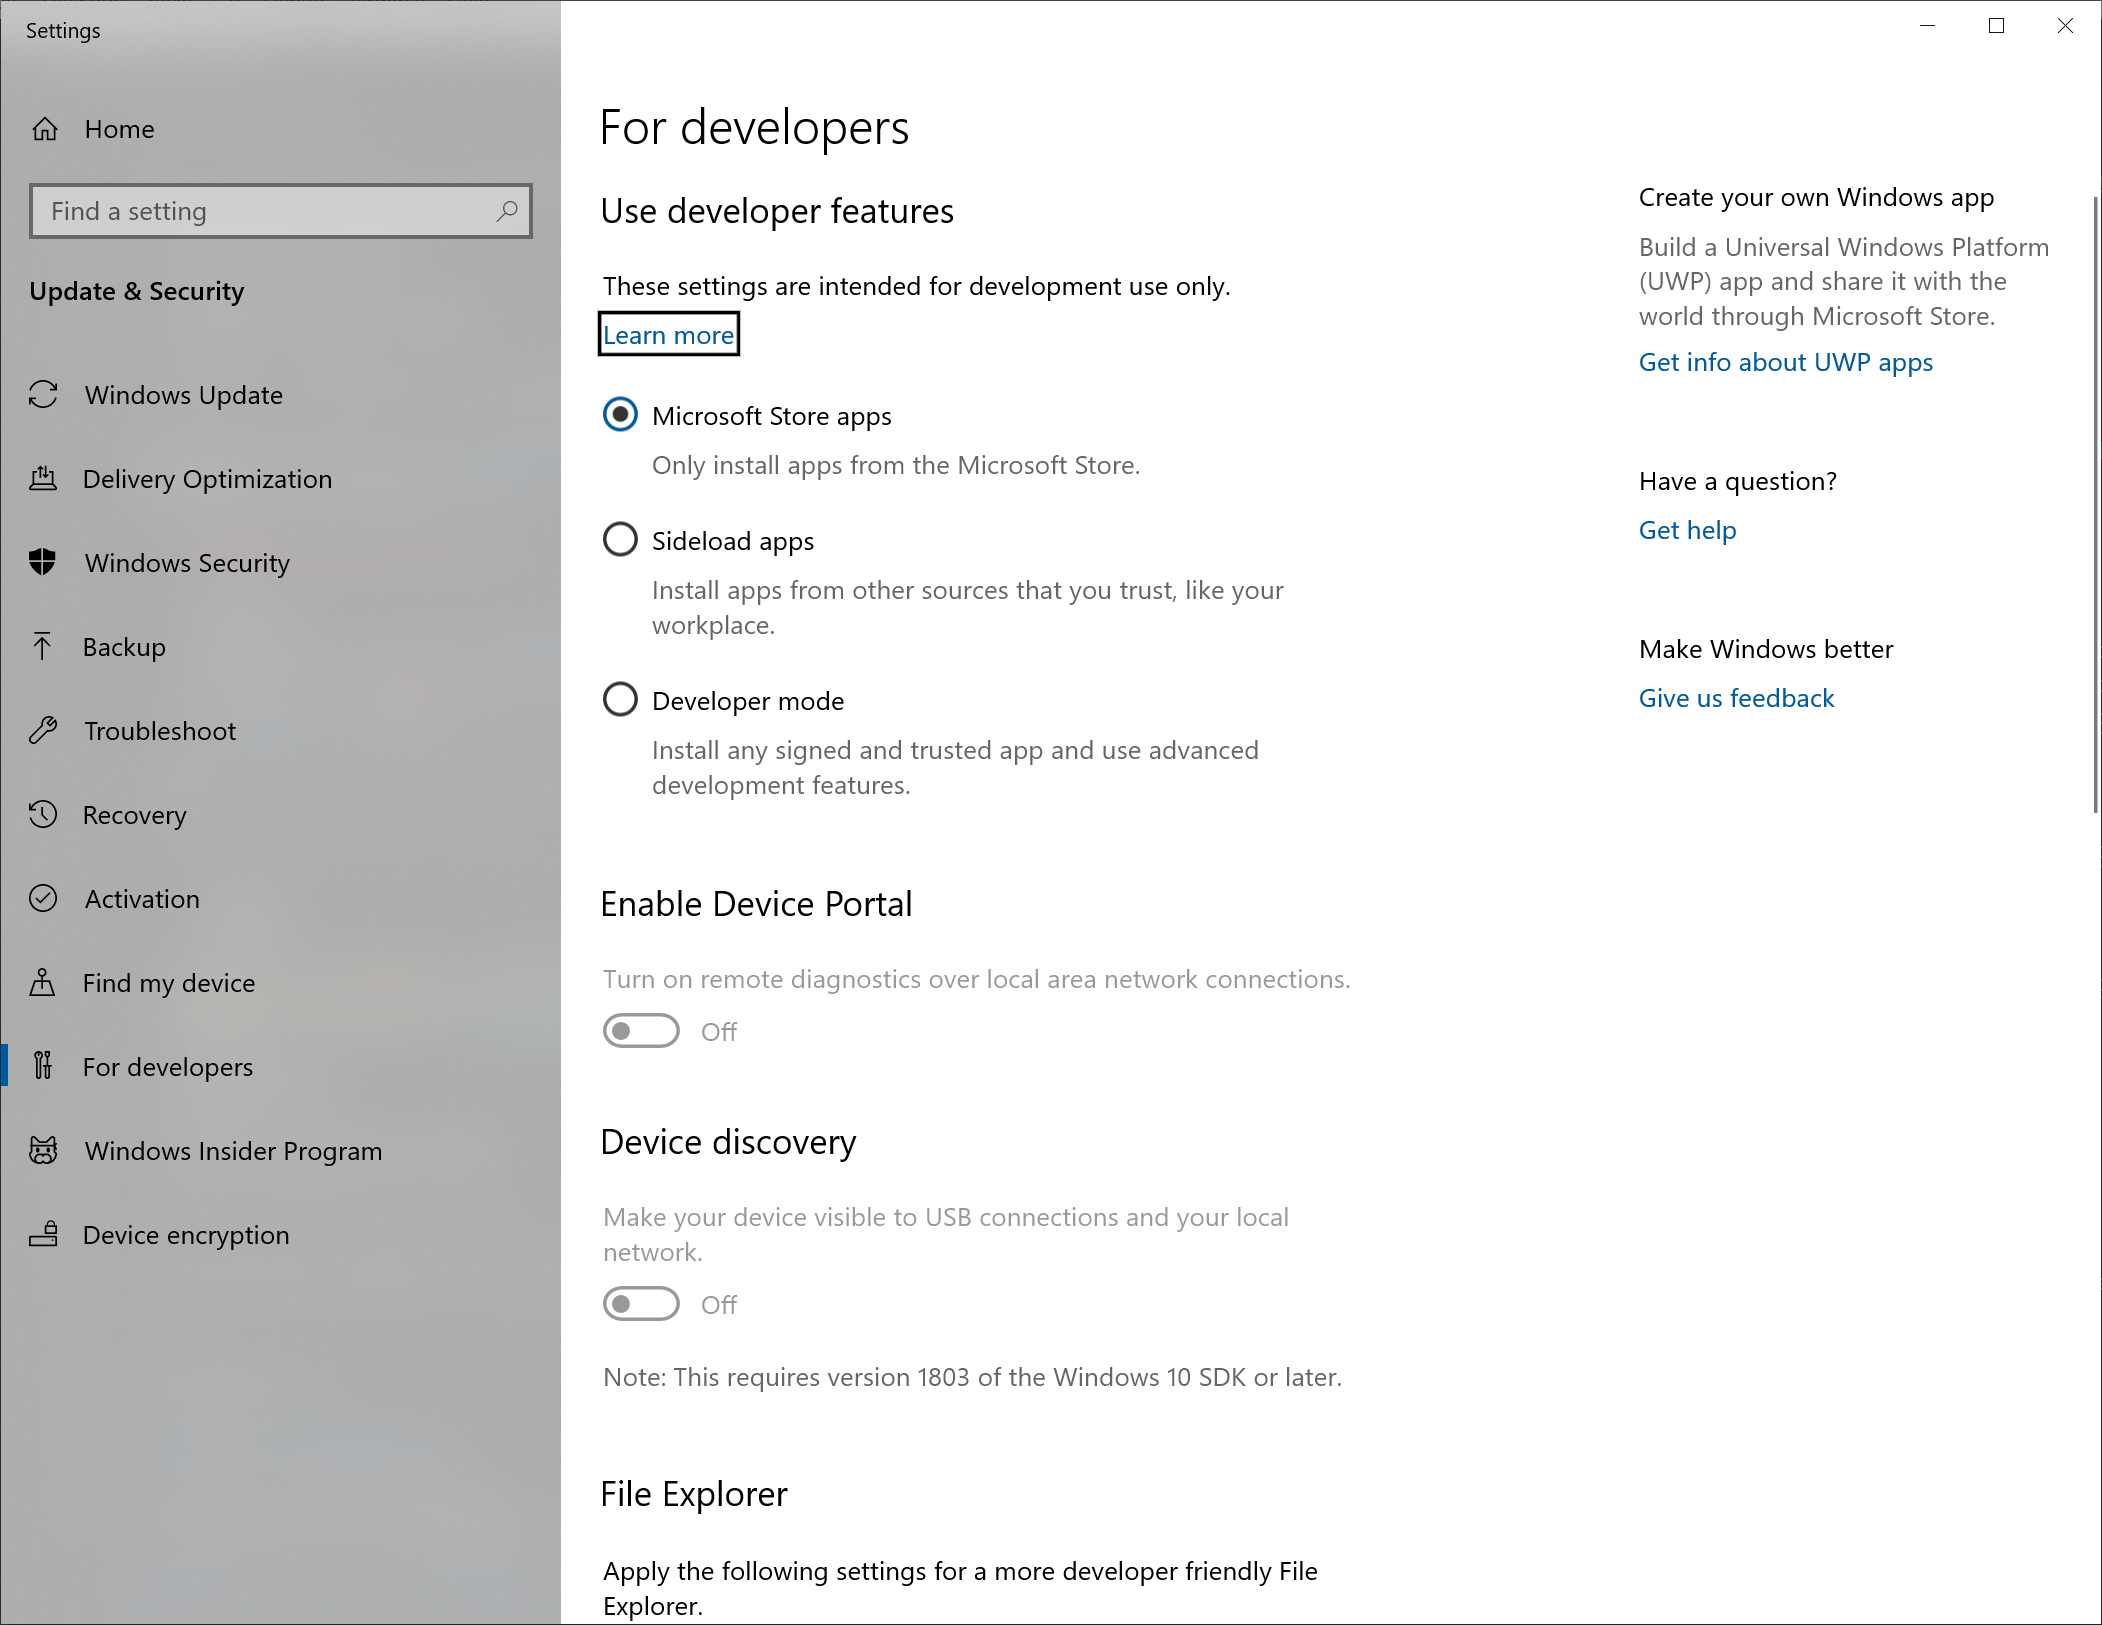 Settings
Home
Find a setting
Update & Security
Windows Update
Delivery Optimization
Windows Security
Backup
Troubleshoot
Recovery
Activation
Find my device
For developers
Windows Insider Program
Device encryption
For developers
Use developer features
These settings are intended for development use only.
Learn more
Microsoft Store apps
Only install apps from the Microsoft Store.
Sideload apps
Install apps from other sources that you trust, like your
workplace.
Developer mode
Install any signed and trusted app and use advanced
development features.
Enable Device Portal
Turn on remote diagnostics over local area network connections.
Off
Device discovery
Make your device visible to USB connections and your local
network.
Off
Note: This requires version 1803 of the Windows 10 SDK or later.
File Explorer
Apply the following settings for a more developer friendly File
Explorer.
Create your own Windows app
Build a Universal Windows Platform
(UWP) app and share it with the
world through Microsoft Store.
Get info about UWP apps
Have a question?
Get help
Make Windows better
Give us feedback